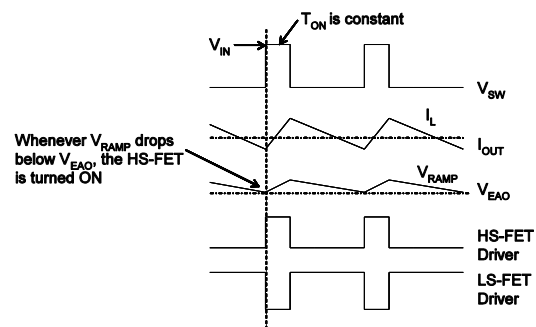 T_ON is constant
V_IN
V_SW
I_L
I_OUT
Whenever V_RAMP drops
below V_EAO, the HS-FET
is turned ON
V_RAMP
V_EAO
HS-FET
Driver
LS-FET
Driver